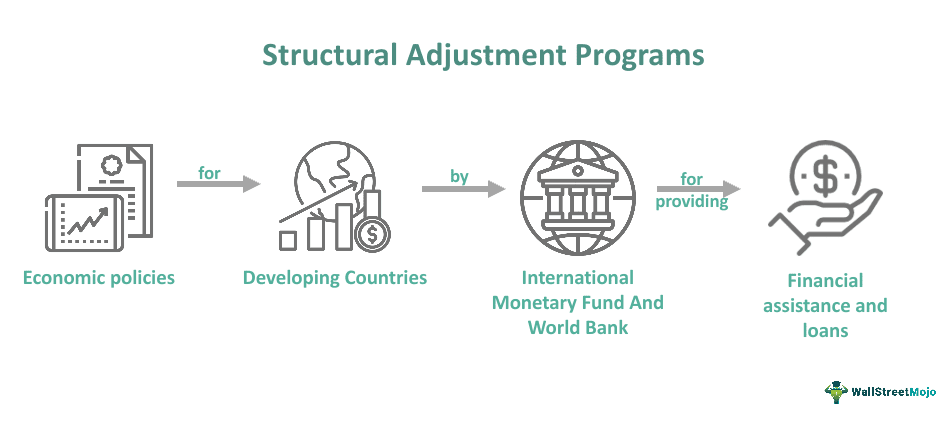 Structural Adjustment Programs
for
by
for
providing
Economic policies
Developing Countries
International
Monetary Fund And
World Bank
Financial
assistance and
loans
WallStreetMojo